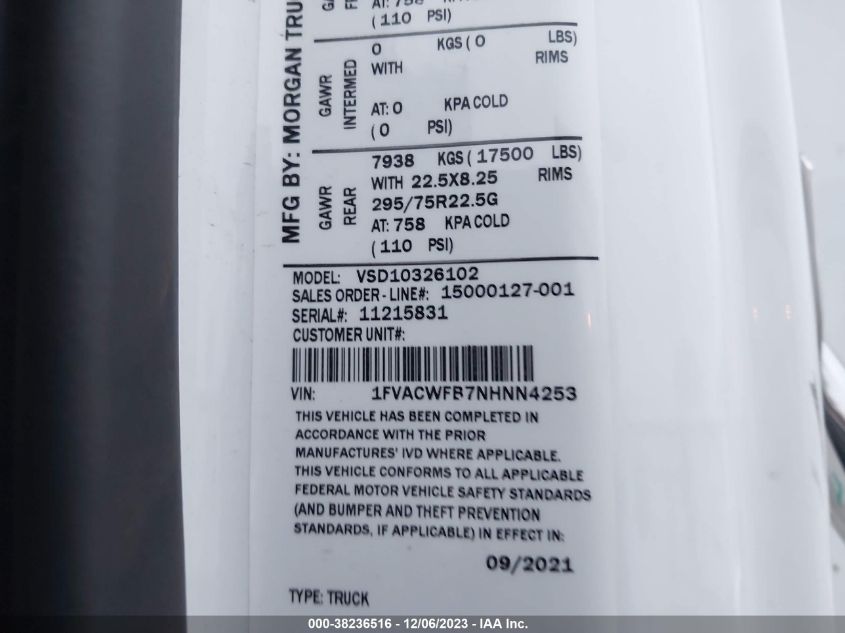 MFG BY: MORGAN TRU
GA
FR
AT: 758
(110 PSI)
GAWR
INTERMED
0 KGS ( 0 LBS)
WITH RIMS
AT: 0 KPA COLD
( 0 PSI)
GAWR
REAR
7938 KGS ( 17500 LBS)
WITH 22.5X8.25 RIMS
295/75R22.5G
AT: 758 KPA COLD
(110 PSI)
MODEL: VSD10326102
SALES ORDER - LINE#: 15000127-001
SERIAL#: 11215831
CUSTOMER UNIT#:
VIN: 1FVACWFB7NHNN4253
THIS VEHICLE HAS BEEN COMPLETED IN
ACCORDANCE WITH THE PRIOR
MANUFACTURES' IVD WHERE APPLICABLE.
THIS VEHICLE CONFORMS TO ALL APPLICABLE
FEDERAL MOTOR VEHICLE SAFETY STANDARDS
(AND BUMPER AND THEFT PREVENTION
STANDARDS, IF APPLICABLE) IN EFFECT IN:
09/2021
TYPE: TRUCK
000-38236516 - 12/06/2023 - IAA Inc.